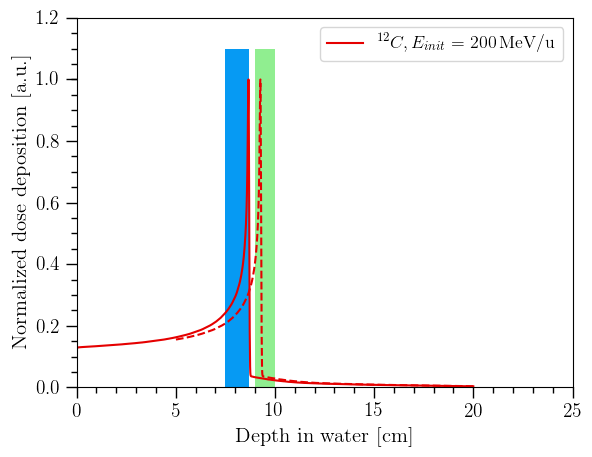 1.2
1.0
0.8
0.6
0.4
0.2
0.0
Normalized dose deposition [a.u.]
¹²C, E_init = 200 MeV/u
0 5 10 15 20 25
Depth in water [cm]